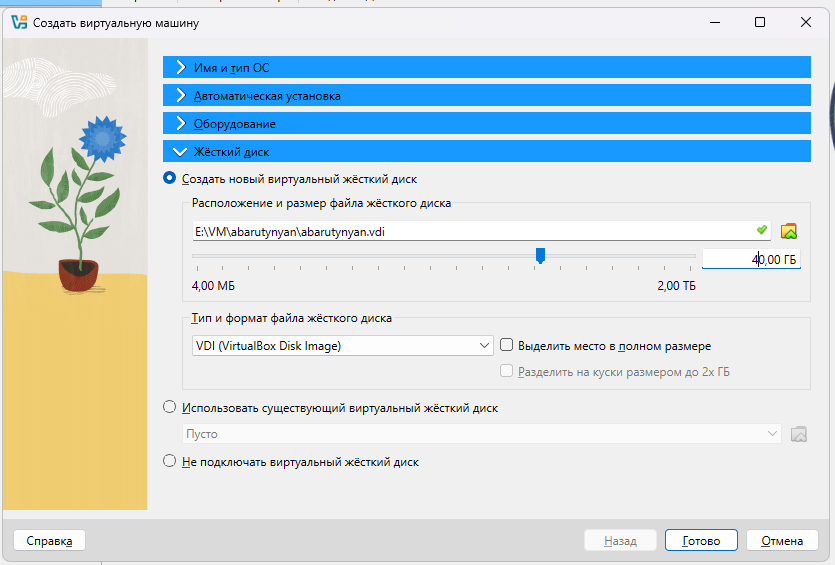 Создать виртуальную машину
Имя и тип ОС
Автоматическая установка
Оборудование
Жёсткий диск
Создать новый виртуальный жёсткий диск
Расположение и размер файла жёсткого диска
E:\VM\abarutynyan\abarutynyan.vdi
40,00 ГБ
4,00 МБ 2,00 ТБ
Тип и формат файла жёсткого диска
VDI (VirtualBox Disk Image) Выделить место в полном размере
Разделить на куски размером до 2х ГБ
Использовать существующий виртуальный жёсткий диск
Пусто
Не подключать виртуальный жёсткий диск
Справка Назад Готово Отмена